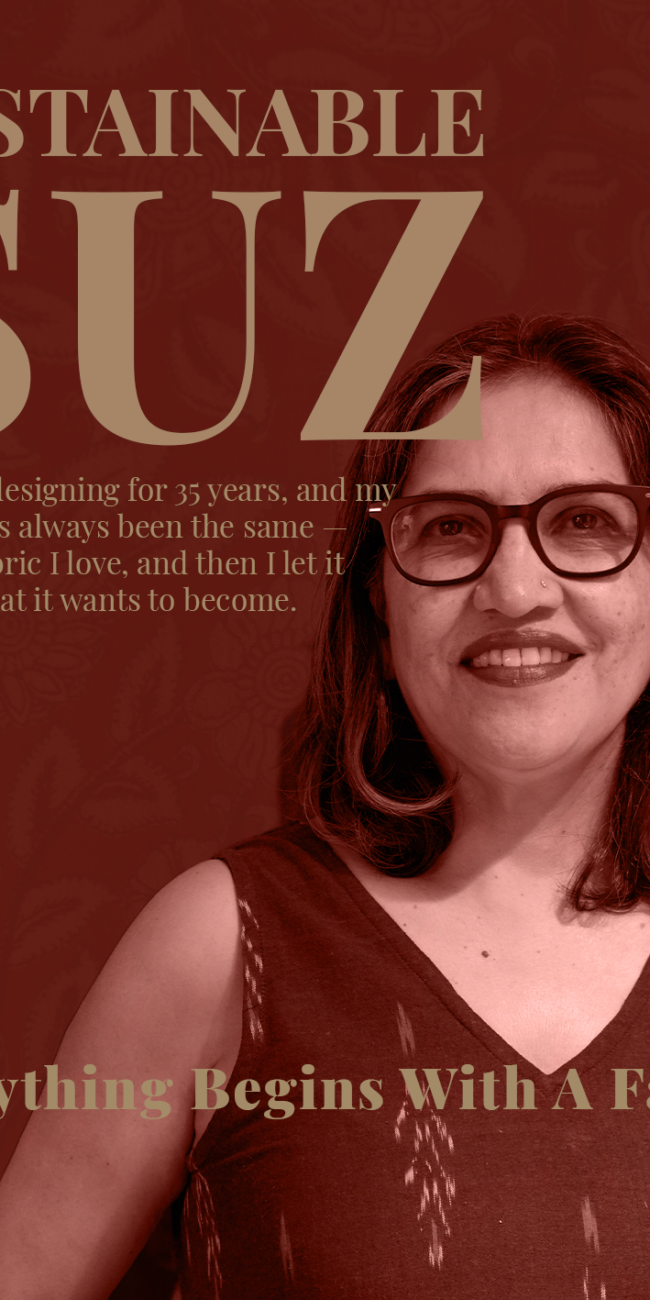 STAINABLE
SUZ
designing for 35 years, and my
s always been the same —
bric I love, and then I let it
at it wants to become.
ything Begins With A Fa